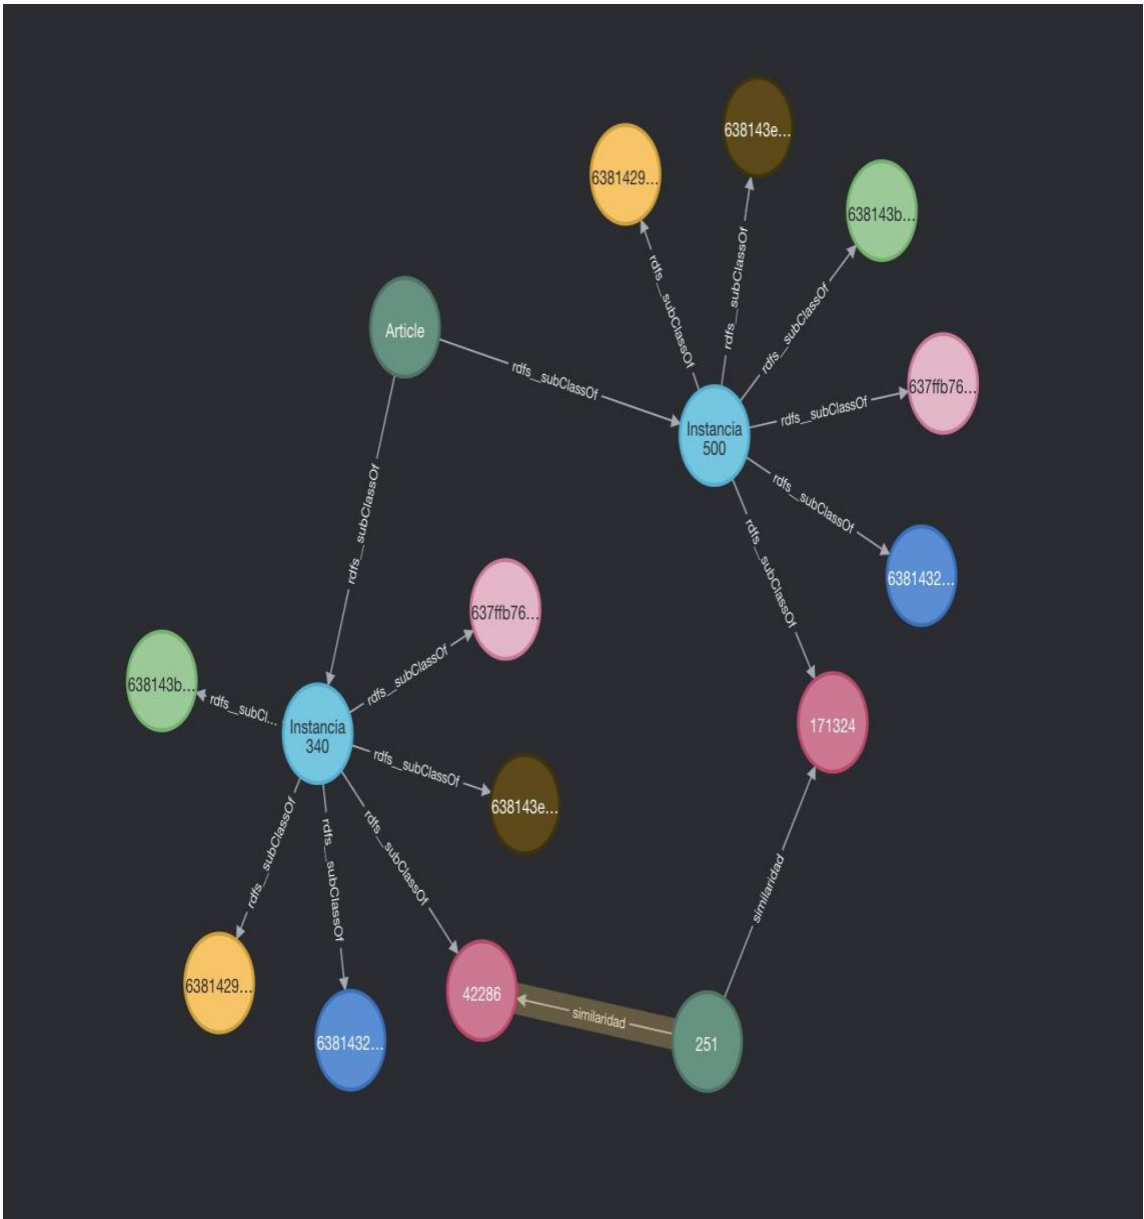 638143e...
6381429...
638143b...
rdfs__subClassOf
rdfs__subClassOf
rdfs__subClassOf
Article
rdfs__subClassOf
637ffb76...
rdfs__subClassOf
Instancia
500
rdfs__subClassOf
rdfs__subClassOf
rdfs__subClassOf
6381432...
637ffb76...
rdfs__subClassOf
638143b...
rdfs__subCl...
Instancia
340
171324
rdfs__subClassOf
638143e...
rdfs__subClassOf
rdfs__subClassOf
rdfs__subClassOf
similaridad
6381429...
42286
similaridad
6381432...
251